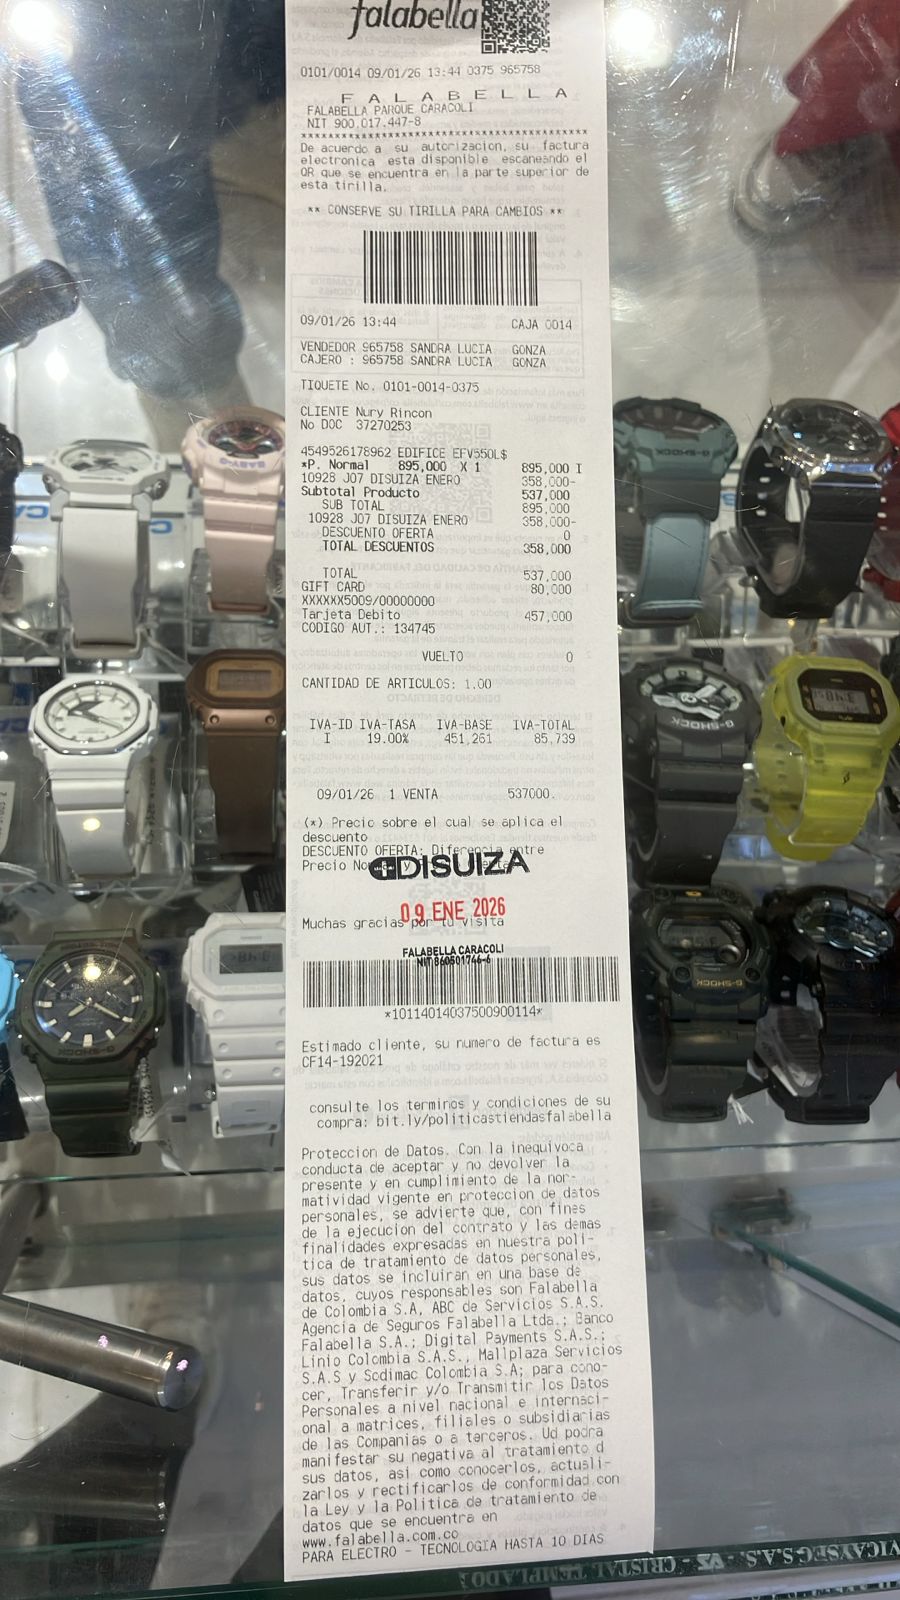 falabella
0101/0014 09/01/26 13:44 0375 965758
F A L A B E L L A
FALABELLA PARQUE CARACOLI
NIT 900.017.447-8
De acuerdo a su autorizacion, su factura
electronica esta disponible escaneando el
QR que se encuentra en la parte superior de
esta tirilla.
** CONSERVE SU TIRILLA PARA CAMBIOS **
09/01/26 13:44 CAJA 0014
VENDEDOR 965758 SANDRA LUCIA GONZA
CAJERO : 965758 SANDRA LUCIA GONZA
TIQUETE No. 0101-0014-0375
CLIENTE Nury Rincon
No DOC 37270253
4549526178962 EDIFICE EFV550L$
*P. Normal 895,000 X 1 895,000 I
10928 J07 DISUIZA ENERO 358,000-
Subtotal Producto 537,000
SUB TOTAL 895,000
10928 J07 DISUIZA ENERO 358,000-
DESCUENTO OFERTA 0
TOTAL DESCUENTOS 358,000
TOTAL 537,000
GIFT CARD 80,000
XXXXXX5009/00000000
Tarjeta Debito 457,000
CODIGO AUT.: 134745
VUELTO 0
CANTIDAD DE ARTICULOS: 1.00
IVA-ID IVA-TASA IVA-BASE IVA-TOTAL
I 19.00% 451,261 85,739
09/01/26 1 VENTA 537000.
(*) Precio sobre el cual se aplica el
descuento
DESCUENTO OFERTA: Diferencia entre
Precio
DISUIZA
09 ENE 2026
Muchas gracias por tu visita
FALABELLA CARACOLI
NIT 860501746-6
*10114014037500900114*
Estimado cliente, su numero de factura es
CF14-192021
consulte los terminos y condiciones de su
compra: bit.ly/politicastiendasfalabella
Proteccion de Datos. Con la inequivoca
conducta de aceptar y no devolver la
presente y en cumplimiento de la nor-
matividad vigente en proteccion de datos
personales, se advierte que, con fines
de la ejecucion del contrato y las demas
finalidades expresadas en nuestra poli-
tica de tratamiento de datos personales,
sus datos se incluiran en una base de
datos, cuyos responsables son Falabella
de Colombia S.A, ABC de Servicios S.A.S.
Agencia de Seguros Falabella Ltda.; Banco
Falabella S.A.; Digital Payments S.A.S.;
Linio Colombia S.A.S., Mallplaza Servicios
S.A.S y Sodimac Colombia S.A; para cono-
cer, Transferir y/o Transmitir los Datos
Personales a nivel nacional e internaci-
onal a matrices, filiales o subsidiarias
de las Companias o a terceros. Ud podra
manifestar su negativa al tratamiento d
sus datos, asi como conocerlos, actuali-
zarlos y rectificarlos de conformidad con
la Ley y la Politica de tratamiento de
datos que se encuentra en
www.falabella.com.co
PARA ELECTRO - TECNOLOGIA HASTA 10 DIAS
BABY-G
G-SHOCK
G-SHOCK
G-SHOCK
G-SHOCK
CRISTAL TEMPLADO